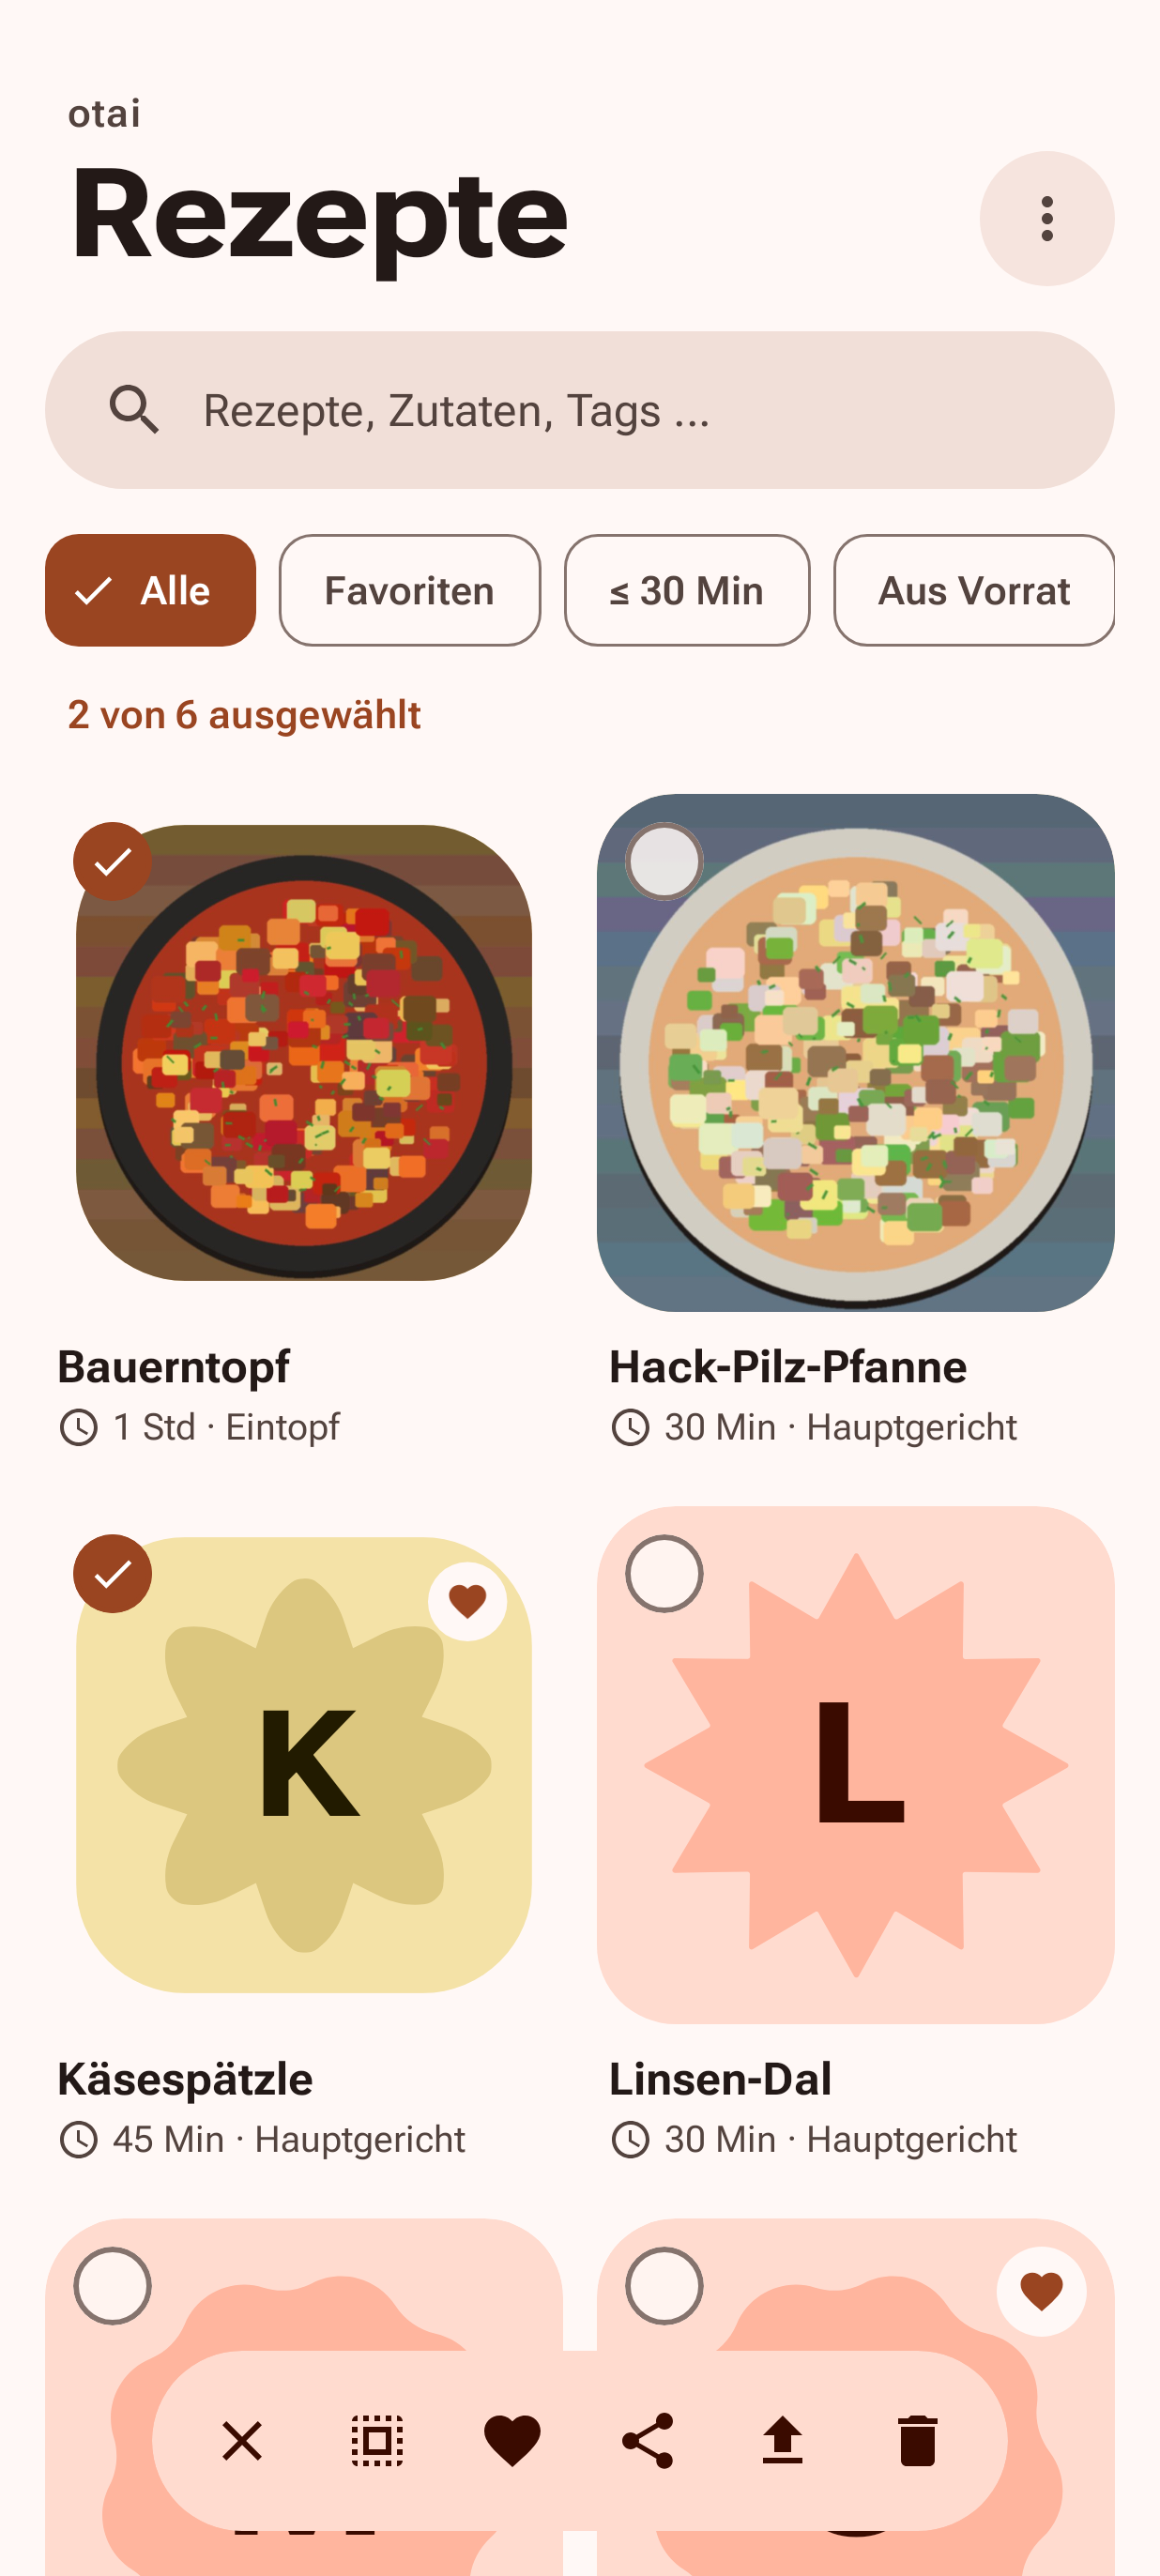 otai
Rezepte
Rezepte, Zutaten, Tags ...
Alle
Favoriten
≤ 30 Min
Aus Vorrat
2 von 6 ausgewählt
Bauerntopf
1 Std · Eintopf
Hack-Pilz-Pfanne
30 Min · Hauptgericht
K
L
Käsespätzle
45 Min · Hauptgericht
Linsen-Dal
30 Min · Hauptgericht